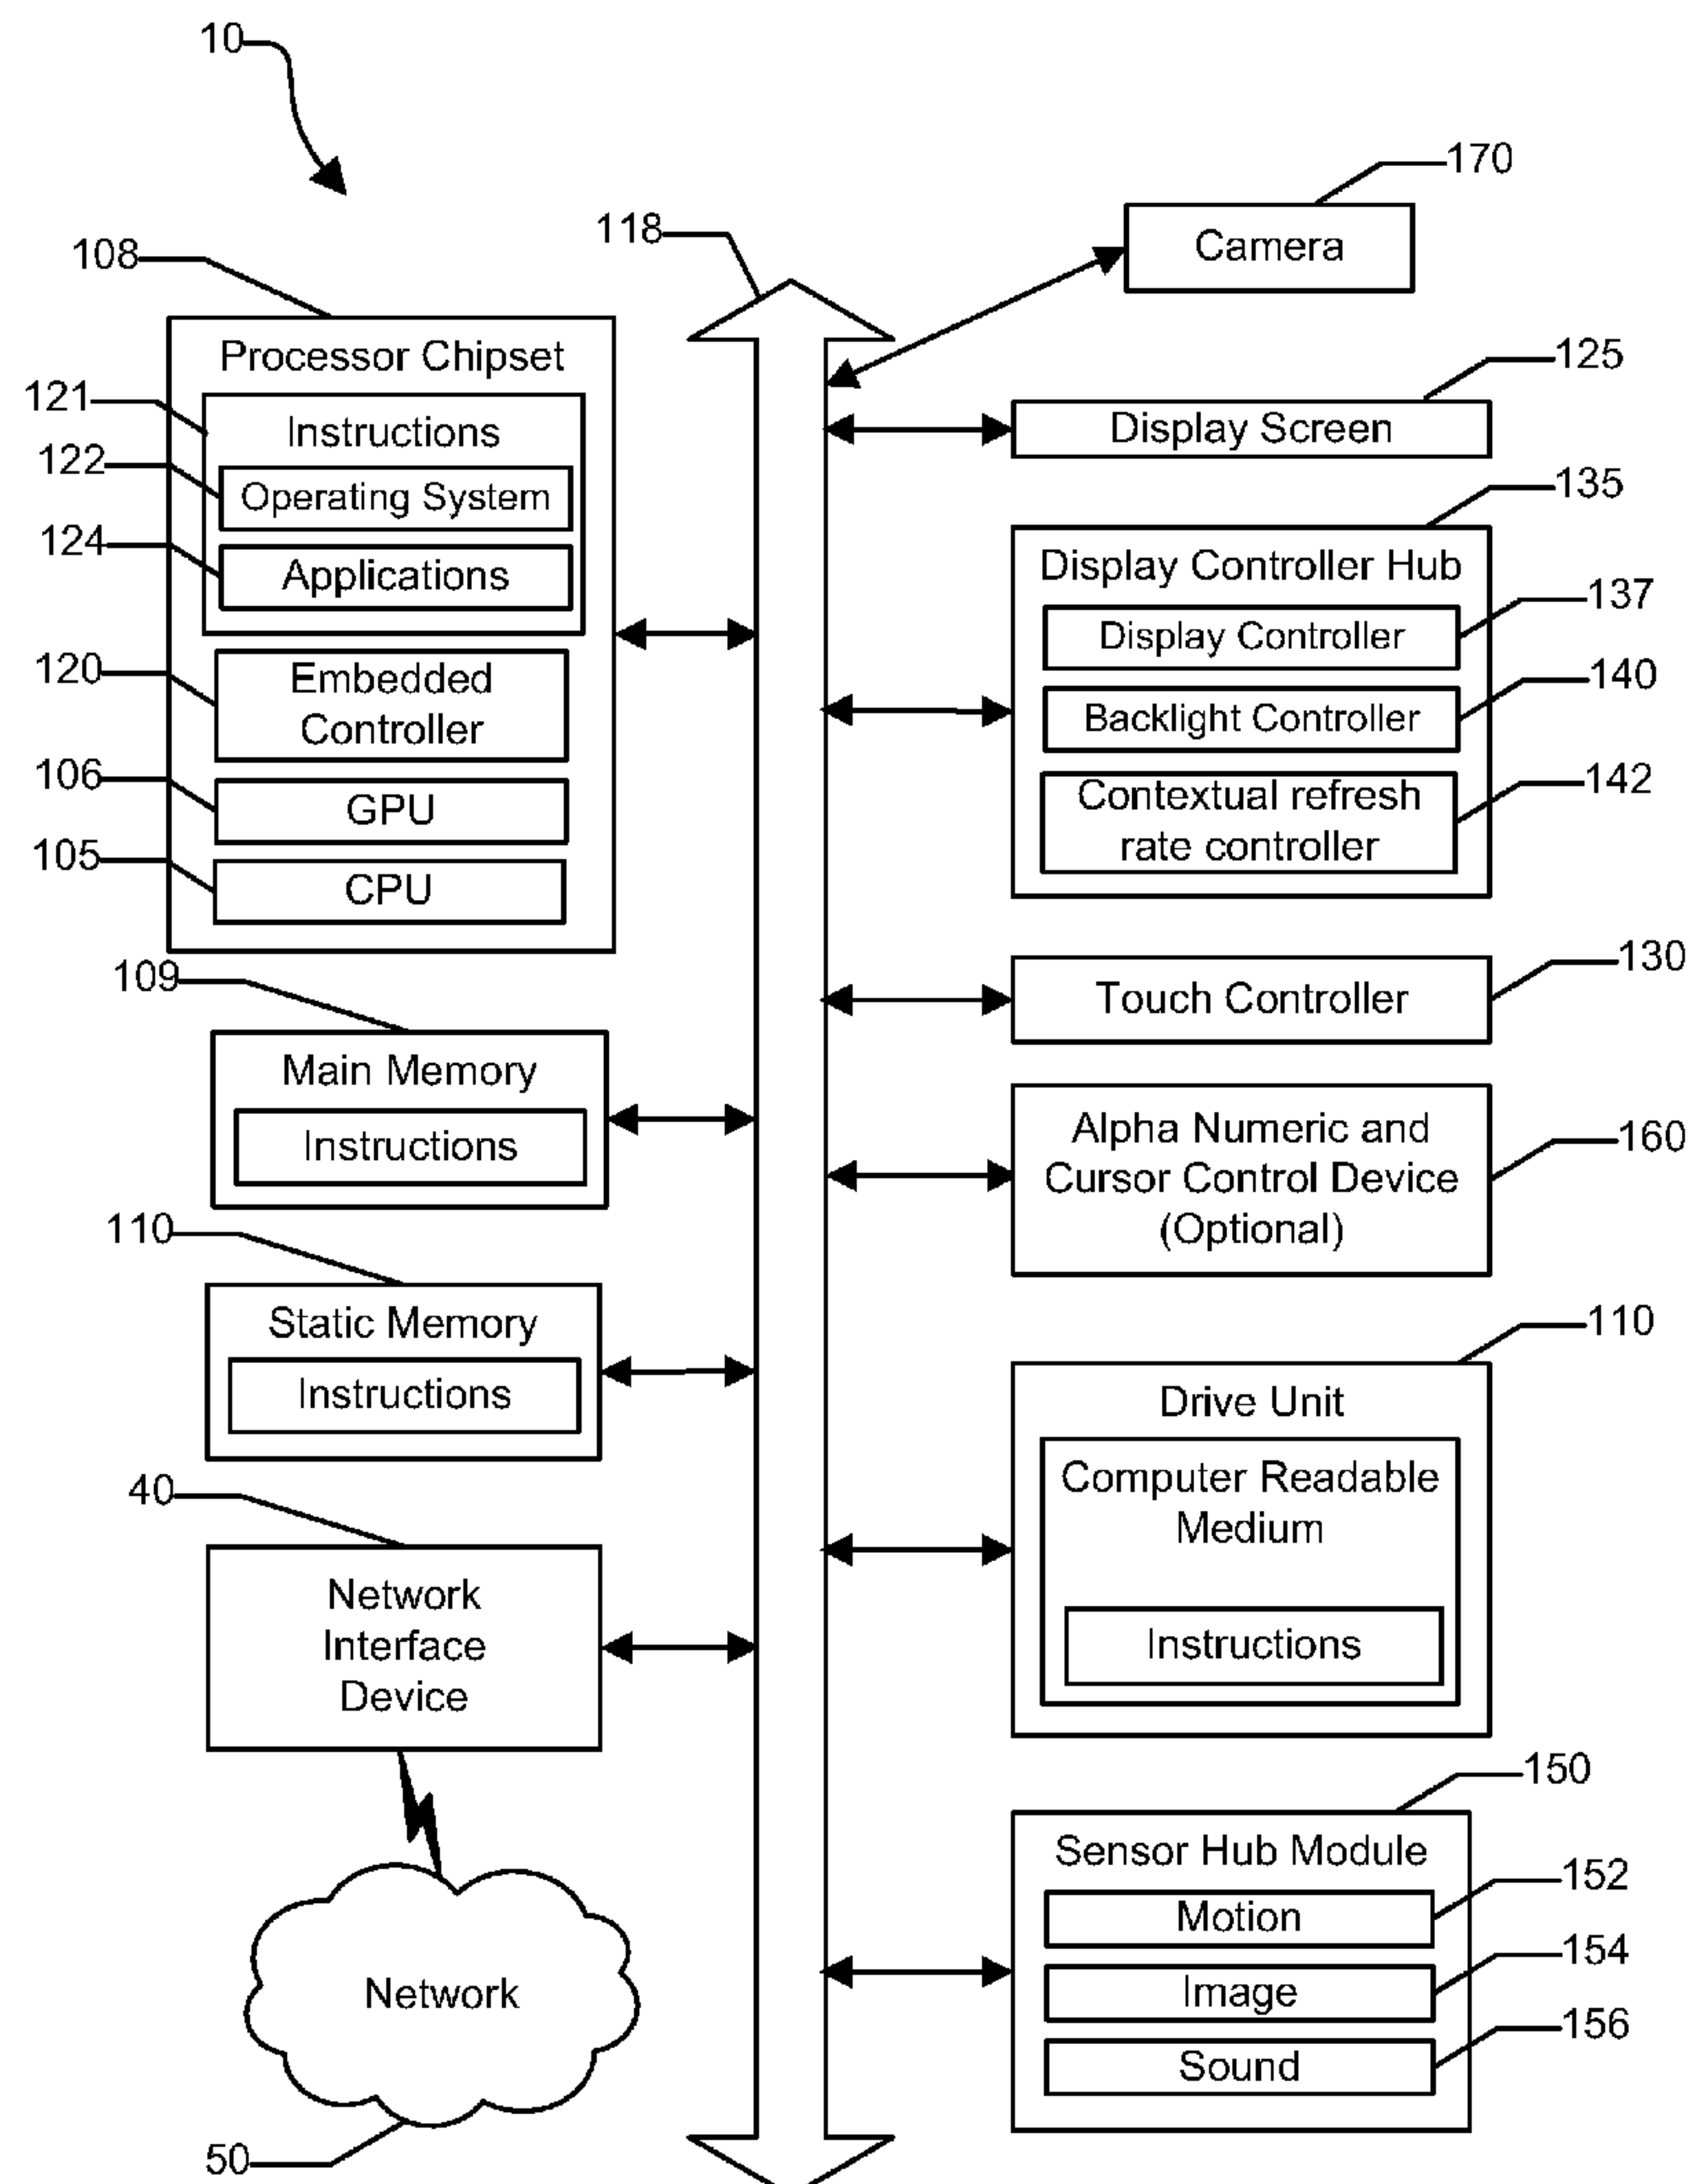 10
170
Camera
118
108
Processor Chipset
125
Display Screen
121
Instructions
122
Operating System
124
Applications
135
Display Controller Hub
137
Display Controller
140
Backlight Controller
142
Contextual refresh
rate controller
120
Embedded
Controller
106
GPU
105
CPU
130
Touch Controller
109
Main Memory
Instructions
160
Alpha Numeric and
Cursor Control Device
(Optional)
110
Static Memory
Instructions
110
Drive Unit
Computer Readable
Medium
Instructions
40
Network
Interface
Device
150
Sensor Hub Module
152
Motion
154
Image
156
Sound
Network
50